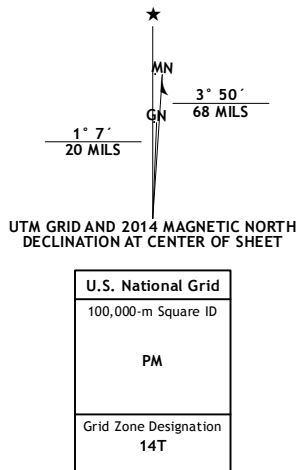 ★
MN
GN
3° 50´
68 MILS
1° 7´
20 MILS
UTM GRID AND 2014 MAGNETIC NORTH
DECLINATION AT CENTER OF SHEET
U.S. National Grid
100,000-m Square ID
PM
Grid Zone Designation
14T